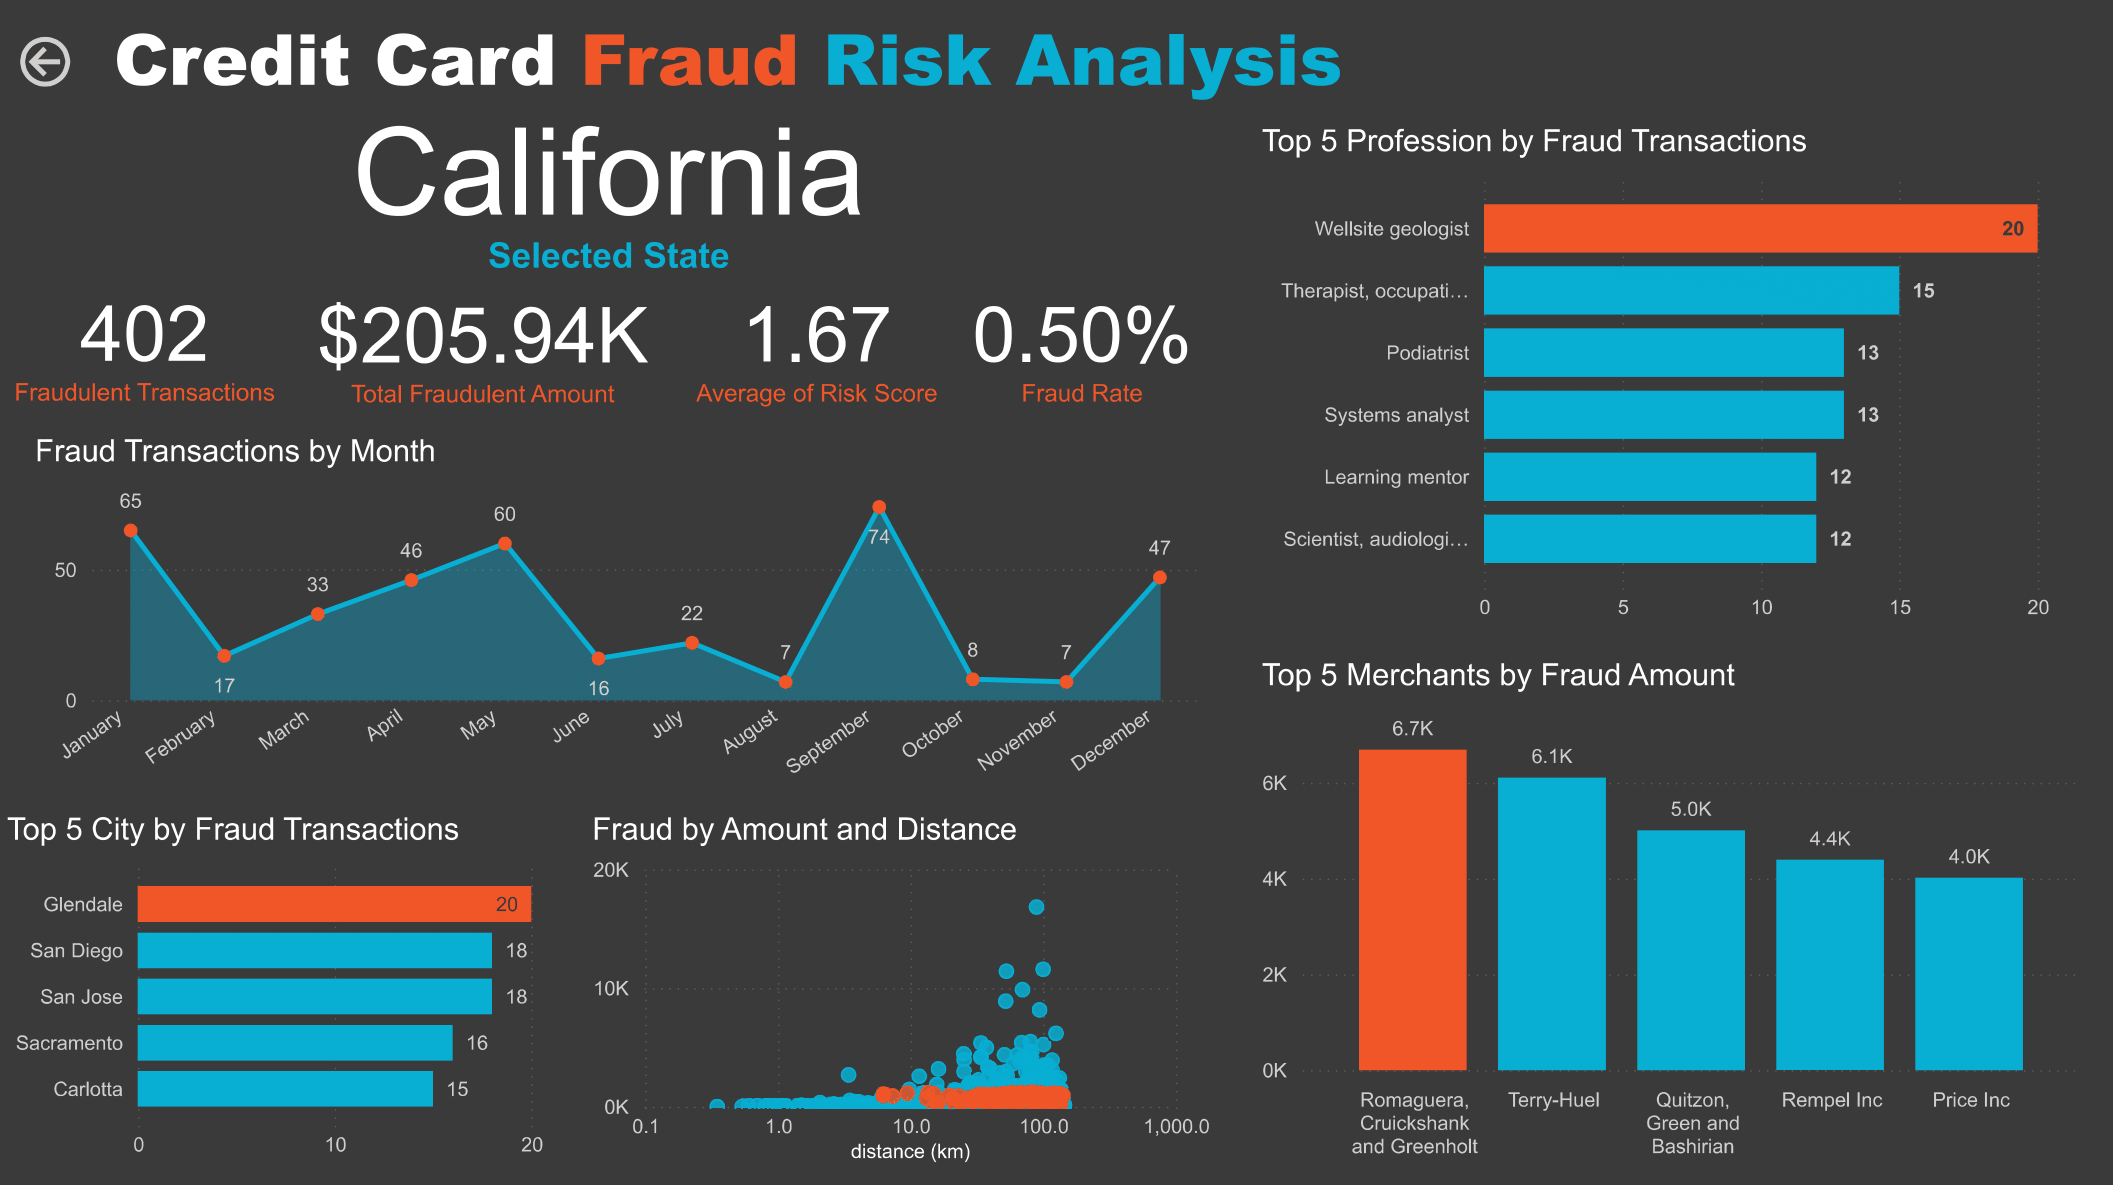 Credit Card Fraud Risk Analysis
California
Selected State
402
Fraudulent Transactions
$205.94K
Total Fraudulent Amount
1.67
Average of Risk Score
0.50%
Fraud Rate
Fraud Transactions by Month
65
17
33
46
60
16
22
7
74
8
7
47
50
0
January
February
March
April
May
June
July
August
September
October
November
December
Top 5 City by Fraud Transactions
Glendale 20
San Diego 18
San Jose 18
Sacramento 16
Carlotta 15
0 10 20
Fraud by Amount and Distance
20K
10K
0K
0.1 1.0 10.0 100.0 1,000.0
distance (km)
Top 5 Profession by Fraud Transactions
Wellsite geologist 20
Therapist, occupati… 15
Podiatrist 13
Systems analyst 13
Learning mentor 12
Scientist, audiologi… 12
0 5 10 15 20
Top 5 Merchants by Fraud Amount
6.7K
6.1K
5.0K
4.4K
4.0K
6K
4K
2K
0K
Romaguera,
Cruickshank
and Greenholt
Terry-Huel
Quitzon,
Green and
Bashirian
Rempel Inc
Price Inc